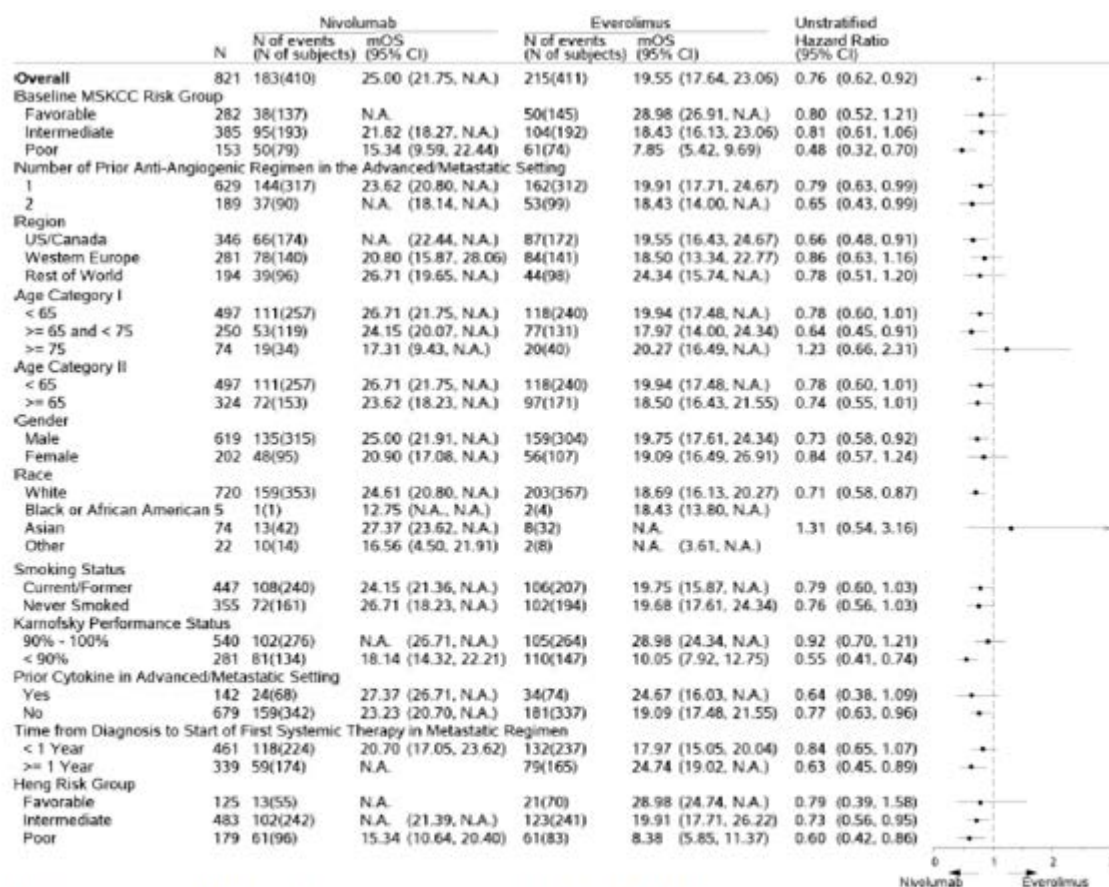 Nivolumab Everolimus Unstratified
N of events mOS N of events mOS Hazard Ratio
N (N of subjects) (95% CI) (N of subjects) (95% CI) (95% CI)
Overall 821 183(410) 25.00 (21.75, N.A.) 215(411) 19.55 (17.64, 23.06) 0.76 (0.62, 0.92)
Baseline MSKCC Risk Group
Favorable 282 38(137) N.A. 50(145) 28.98 (26.91, N.A.) 0.80 (0.52, 1.21)
Intermediate 385 95(193) 21.82 (18.27, N.A.) 104(192) 18.43 (16.13, 23.06) 0.81 (0.61, 1.06)
Poor 153 50(79) 15.34 (9.59, 22.44) 61(74) 7.85 (5.42, 9.69) 0.48 (0.32, 0.70)
Number of Prior Anti-Angiogenic Regimen in the Advanced/Metastatic Setting
1 629 144(317) 23.62 (20.80, N.A.) 162(312) 19.91 (17.71, 24.67) 0.79 (0.63, 0.99)
2 189 37(90) N.A. (18.14, N.A.) 53(99) 18.43 (14.00, N.A.) 0.65 (0.43, 0.99)
Region
US/Canada 346 66(174) N.A. (22.44, N.A.) 87(172) 19.55 (16.43, 24.67) 0.66 (0.48, 0.91)
Western Europe 281 78(140) 20.80 (15.87, 28.06) 84(141) 18.50 (13.34, 22.77) 0.86 (0.63, 1.16)
Rest of World 194 39(96) 26.71 (19.65, N.A.) 44(98) 24.34 (15.74, N.A.) 0.78 (0.51, 1.20)
Age Category I
< 65 497 111(257) 26.71 (21.75, N.A.) 118(240) 19.94 (17.48, N.A.) 0.78 (0.60, 1.01)
>= 65 and < 75 250 53(119) 24.15 (20.07, N.A.) 77(131) 17.97 (14.00, 24.34) 0.64 (0.45, 0.91)
>= 75 74 19(34) 17.31 (9.43, N.A.) 20(40) 20.27 (16.49, N.A.) 1.23 (0.66, 2.31)
Age Category II
< 65 497 111(257) 26.71 (21.75, N.A.) 118(240) 19.94 (17.48, N.A.) 0.78 (0.60, 1.01)
>= 65 324 72(153) 23.62 (18.23, N.A.) 97(171) 18.50 (16.43, 21.55) 0.74 (0.55, 1.01)
Gender
Male 619 135(315) 25.00 (21.91, N.A.) 159(304) 19.75 (17.61, 24.34) 0.73 (0.58, 0.92)
Female 202 48(95) 20.90 (17.08, N.A.) 56(107) 19.09 (16.49, 26.91) 0.84 (0.57, 1.24)
Race
White 720 159(353) 24.61 (20.80, N.A.) 203(367) 18.69 (16.13, 20.27) 0.71 (0.58, 0.87)
Black or African American 5 1(1) 12.75 (N.A., N.A.) 2(4) 18.43 (13.80, N.A.)
Asian 74 13(42) 27.37 (23.62, N.A.) 8(32) N.A. 1.31 (0.54, 3.16)
Other 22 10(14) 16.56 (4.50, 21.91) 2(8) N.A. (3.61, N.A.)
Smoking Status
Current/Former 447 108(240) 24.15 (21.36, N.A.) 106(207) 19.75 (15.87, N.A.) 0.79 (0.60, 1.03)
Never Smoked 355 72(161) 26.71 (18.23, N.A.) 102(194) 19.68 (17.61, 24.34) 0.76 (0.56, 1.03)
Karnofsky Performance Status
90% - 100% 540 102(276) N.A. (26.71, N.A.) 105(264) 28.98 (24.34, N.A.) 0.92 (0.70, 1.21)
< 90% 281 81(134) 18.14 (14.32, 22.21) 110(147) 10.05 (7.92, 12.75) 0.55 (0.41, 0.74)
Prior Cytokine in Advanced/Metastatic Setting
Yes 142 24(68) 27.37 (26.71, N.A.) 34(74) 24.67 (16.03, N.A.) 0.64 (0.38, 1.09)
No 679 159(342) 23.23 (20.70, N.A.) 181(337) 19.09 (17.48, 21.55) 0.77 (0.63, 0.96)
Time from Diagnosis to Start of First Systemic Therapy in Metastatic Regimen
< 1 Year 461 118(224) 20.70 (17.05, 23.62) 132(237) 17.97 (15.05, 20.04) 0.84 (0.65, 1.07)
>= 1 Year 339 59(174) N.A. 79(165) 24.74 (19.02, N.A.) 0.63 (0.45, 0.89)
Heng Risk Group
Favorable 125 13(55) N.A. 21(70) 28.98 (24.74, N.A.) 0.79 (0.39, 1.58)
Intermediate 483 102(242) N.A. (21.39, N.A.) 123(241) 19.91 (17.71, 26.22) 0.73 (0.56, 0.95)
Poor 179 61(96) 15.34 (10.64, 20.40) 61(83) 8.38 (5.85, 11.37) 0.60 (0.42, 0.86)
0 1 2
Nivolumab Everolimus